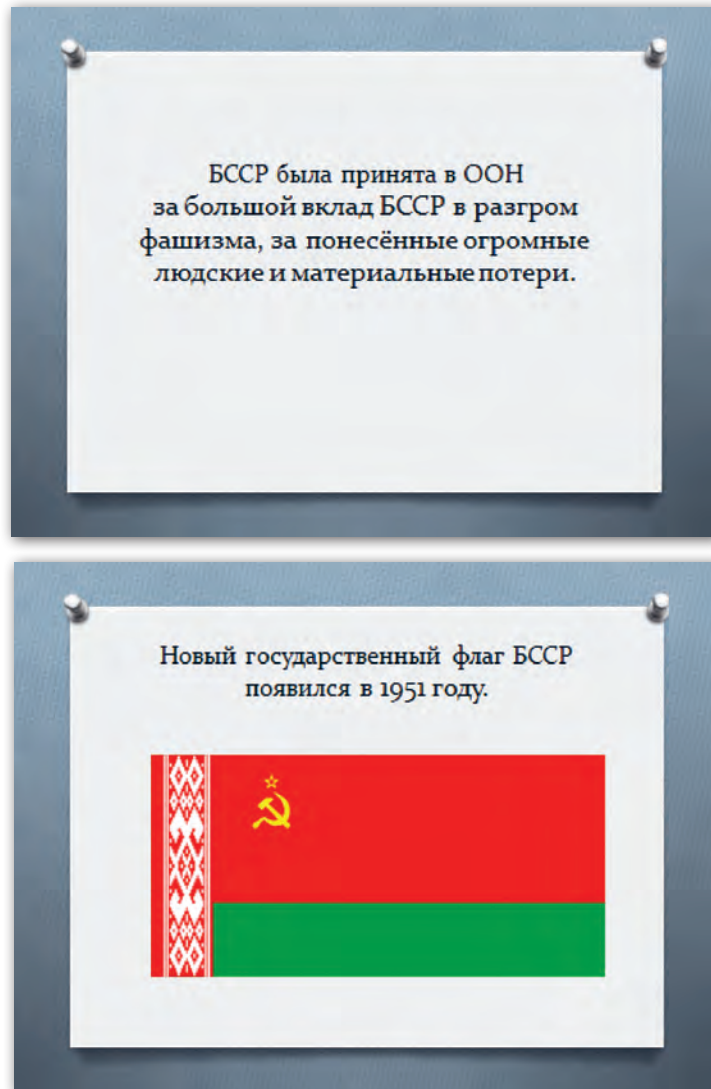 БССР была принята в ООН
за большой вклад БССР в разгром
фашизма, за понесённые огромные
людские и материальные потери.
Новый государственный флаг БССР
появился в 1951 году.